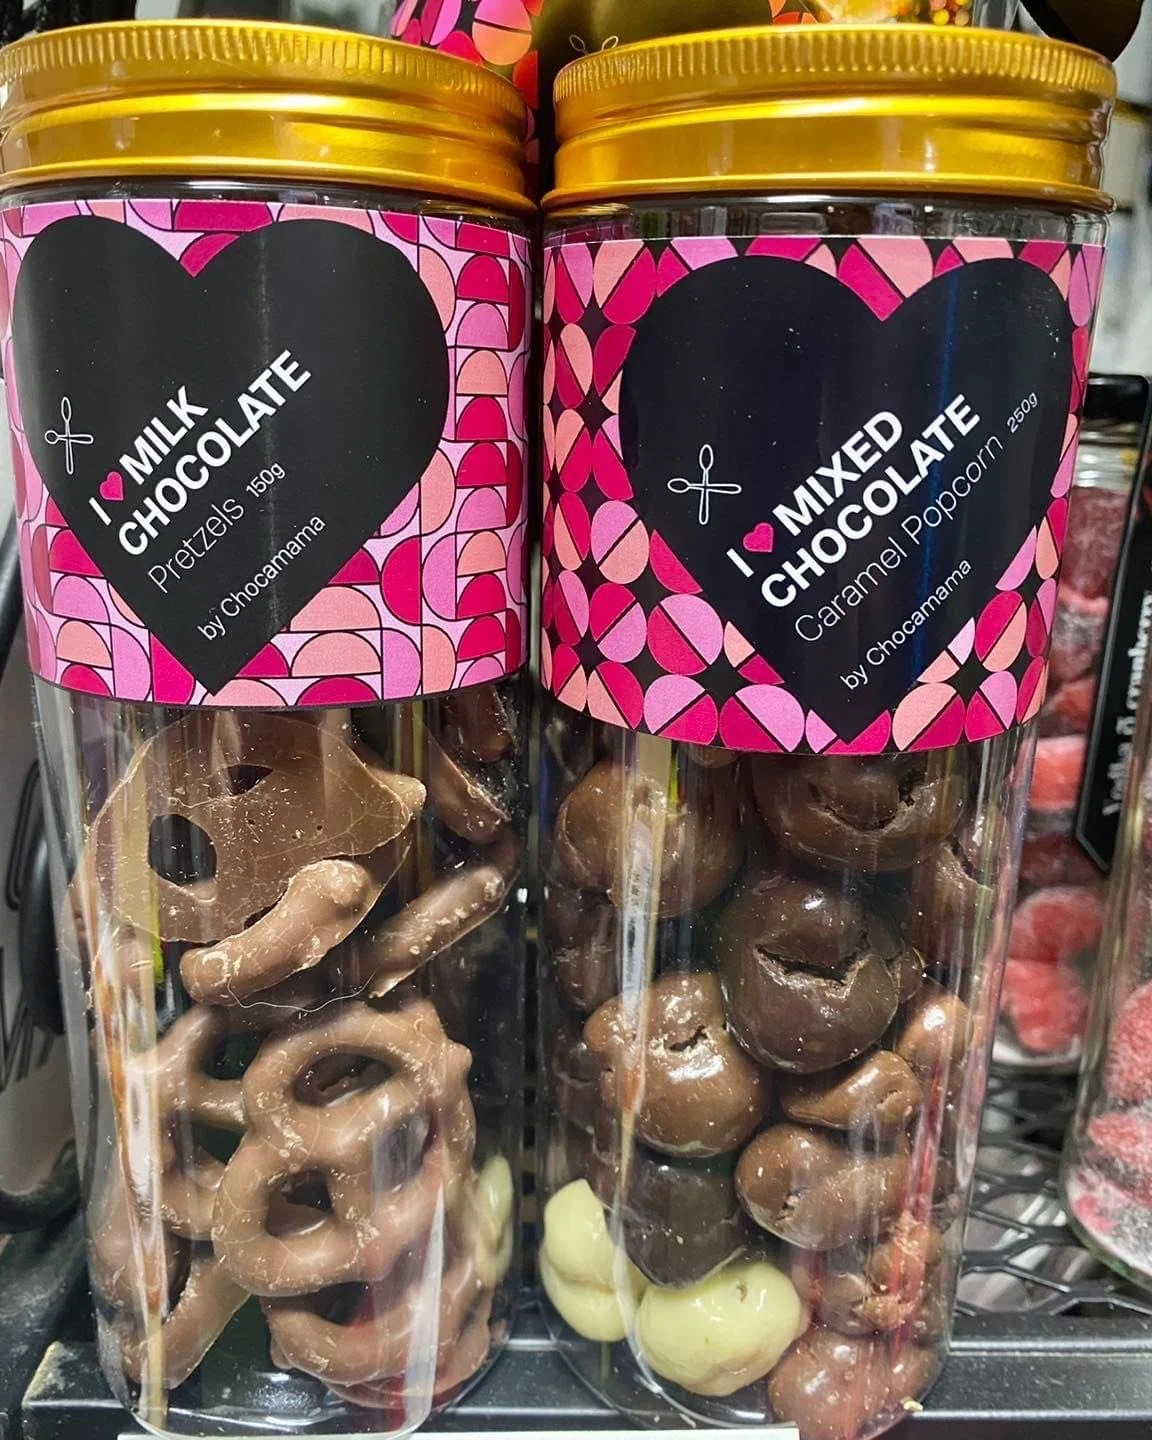 I MILK
CHOCOLATE
Pretzels 150g
by Chocamama
I MIXED
CHOCOLATE
Caramel Popcorn 250g
by Chocamama